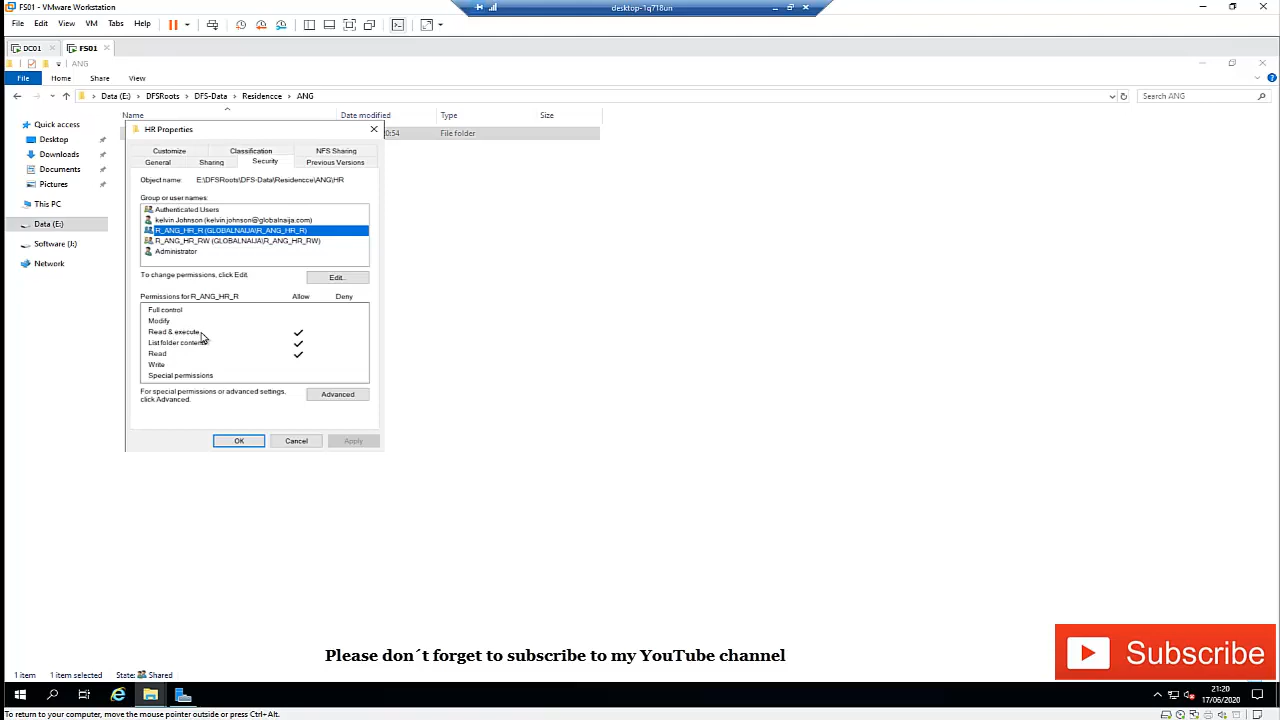 FS01 - VMware Workstation
desktop-1q718un
File Edit View VM Tabs Help
DC01 FS01
ANG
File Home Share View
Data (E:) DFSRoots DFS-Data Residencce ANG
Search ANG
Name Date modified Type Size
0:54 File folder
Quick access
Desktop
Downloads
Documents
Pictures
This PC
Data (E:)
Software (J:)
Network
HR Properties
Customize Classification NFS Sharing
General Sharing Security Previous Versions
Object name: E:\DFSRoots\DFS-Data\Residencce\ANG\HR
Group or user names:
Authenticated Users
kelvin Johnson (kelvin.johnson@globalnaija.com)
R_ANG_HR_R (GLOBALNAIJA\R_ANG_HR_R)
R_ANG_HR_RW (GLOBALNAIJA\R_ANG_HR_RW)
Administrator
To change permissions, click Edit.
Edit...
Permissions for R_ANG_HR_R Allow Deny
Full control
Modify
Read & execute
List folder contents
Read
Write
Special permissions
For special permissions or advanced settings,
click Advanced.
Advanced
OK Cancel Apply
Please don´t forget to subscribe to my YouTube channel
Subscribe
1 item 1 item selected State: Shared
21:20
17/06/2020
To return to your computer, move the mouse pointer outside or press Ctrl+Alt.